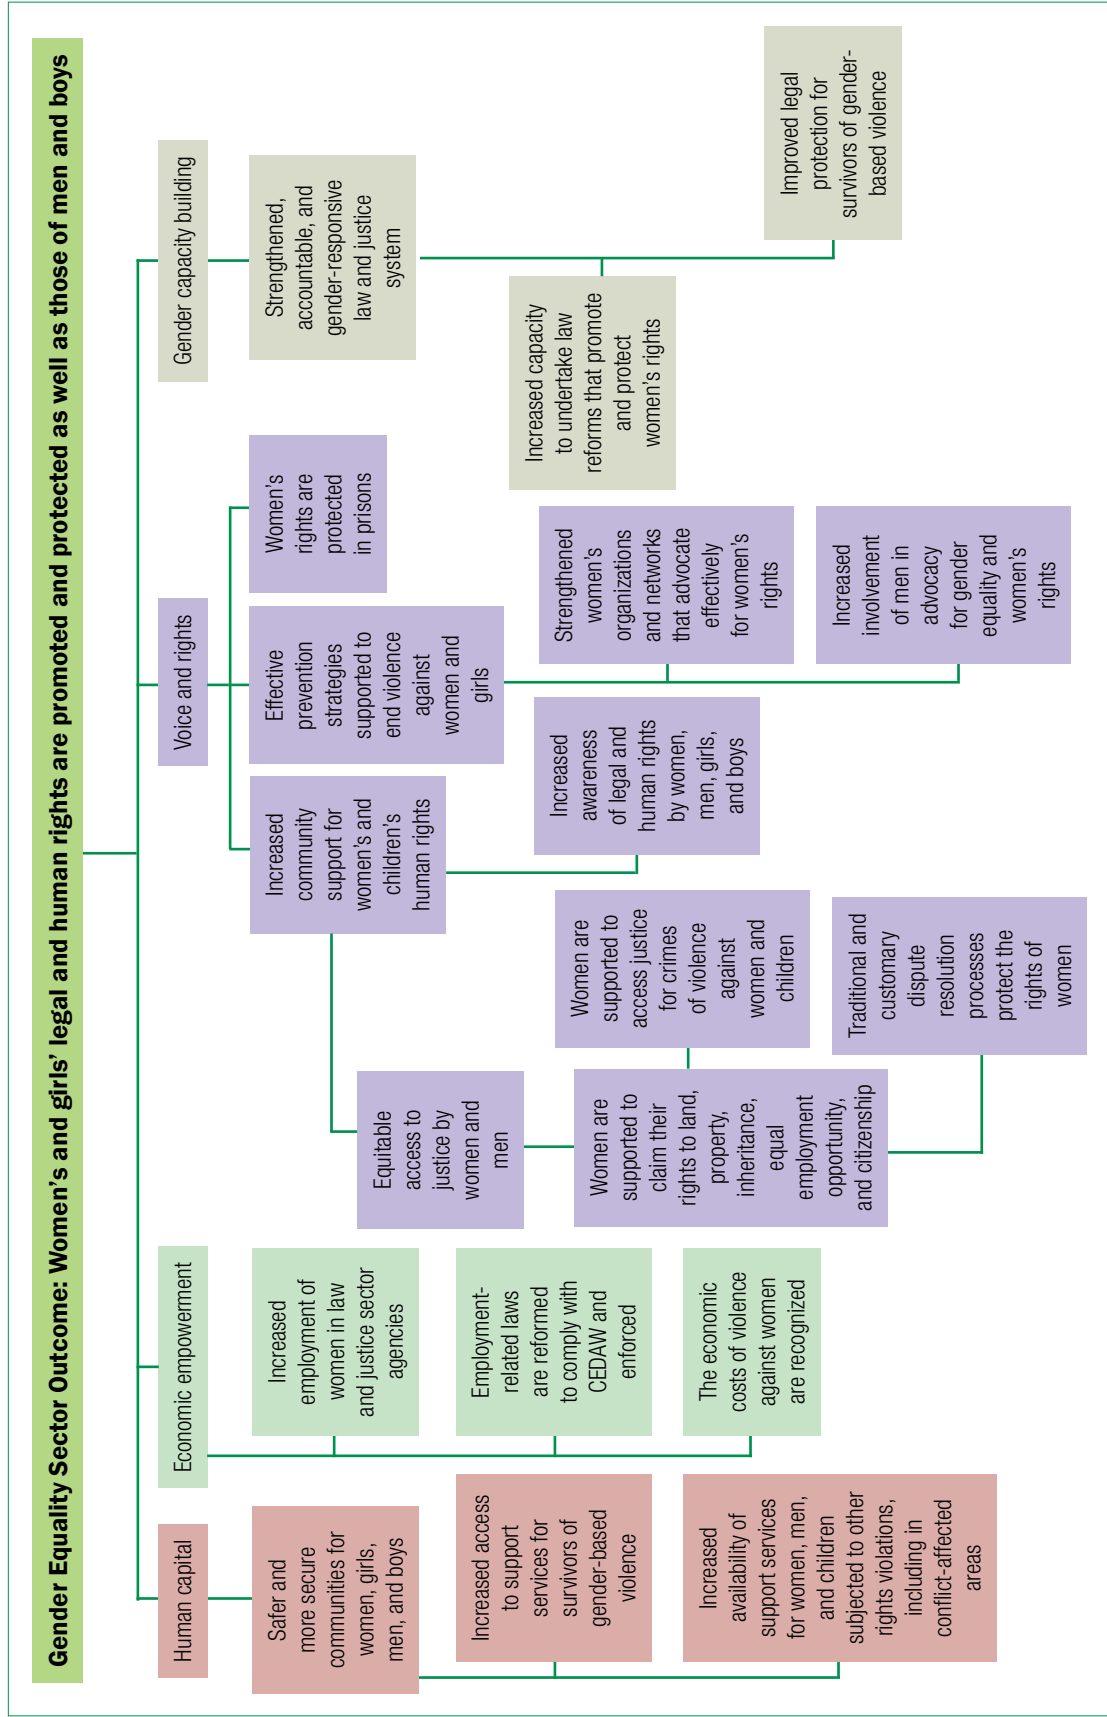 Gender Equality Sector Outcome: Women’s and girls’ legal and human rights are promoted and protected as well as those of men and boys
Human capital
Safer and
more secure
communities for
women, girls,
men, and boys
Increased access
to support
services for
survivors of
gender-based
violence
Increased
availability of
support services
for women, men,
and children
subjected to other
rights violations,
including in
conflict-affected
areas
Economic empowerment
Increased
employment of
women in law
and justice sector
agencies
Employment-
related laws
are reformed
to comply with
CEDAW and
enforced
The economic
costs of violence
against women
are recognized
Voice and rights
Increased
community
support for
women’s and
children’s
human rights
Equitable
access to
justice by
women and
men
Women are
supported to
claim their
rights to land,
property,
inheritance,
equal
employment
opportunity,
and citizenship
Women are
supported to
access justice
for crimes
of violence
against
women and
children
Traditional and
customary
dispute
resolution
processes
protect the
rights of
women
Increased
awareness
of legal and
human rights
by women,
men, girls,
and boys
Effective
prevention
strategies
supported to
end violence
against
women and
girls
Strengthened
women’s
organizations
and networks
that advocate
effectively
for women’s
rights
Increased
involvement
of men in
advocacy
for gender
equality and
women’s
rights
Women’s
rights are
protected
in prisons
Gender capacity building
Strengthened,
accountable, and
gender-responsive
law and justice
system
Increased capacity
to undertake law
reforms that promote
and protect
women’s rights
Improved legal
protection for
survivors of gender-
based violence